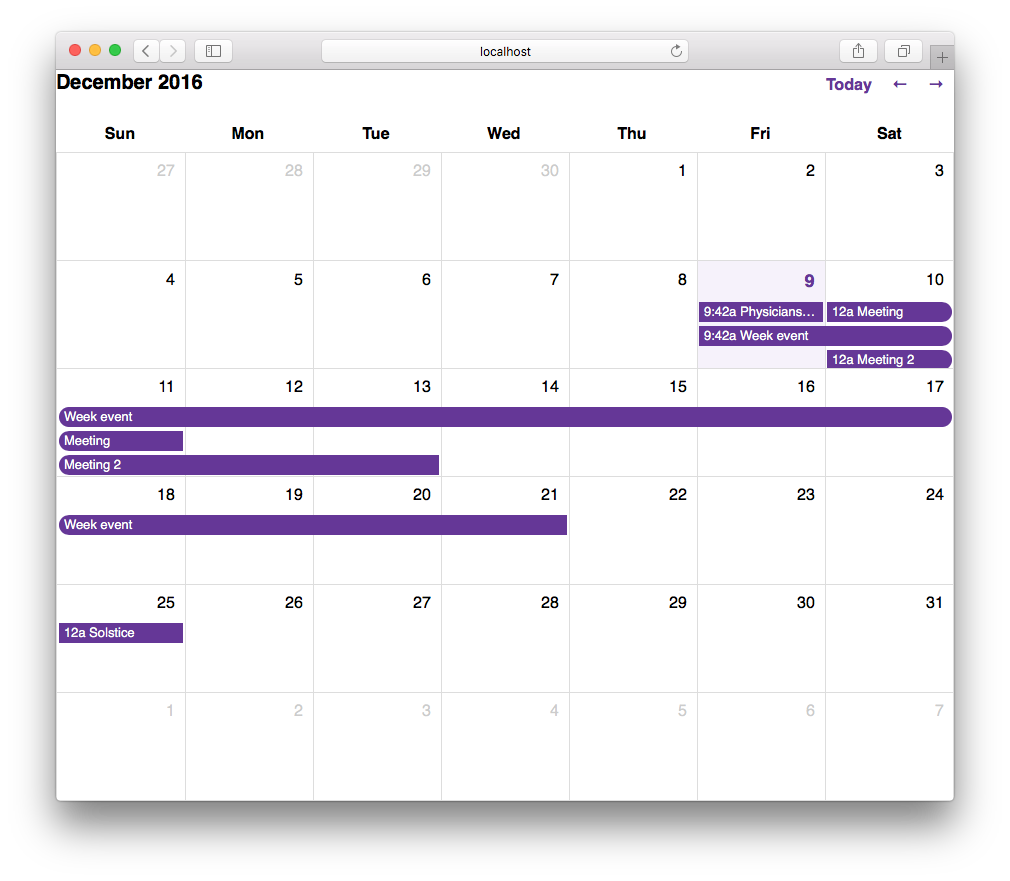 localhost
December 2016 Today ← →
Sun Mon Tue Wed Thu Fri Sat
27 28 29 30 1 2 3
4 5 6 7 8 9 10
9:42a Physicians... 12a Meeting
9:42a Week event
12a Meeting 2
11 12 13 14 15 16 17
Week event
Meeting
Meeting 2
18 19 20 21 22 23 24
Week event
25 26 27 28 29 30 31
12a Solstice
1 2 3 4 5 6 7